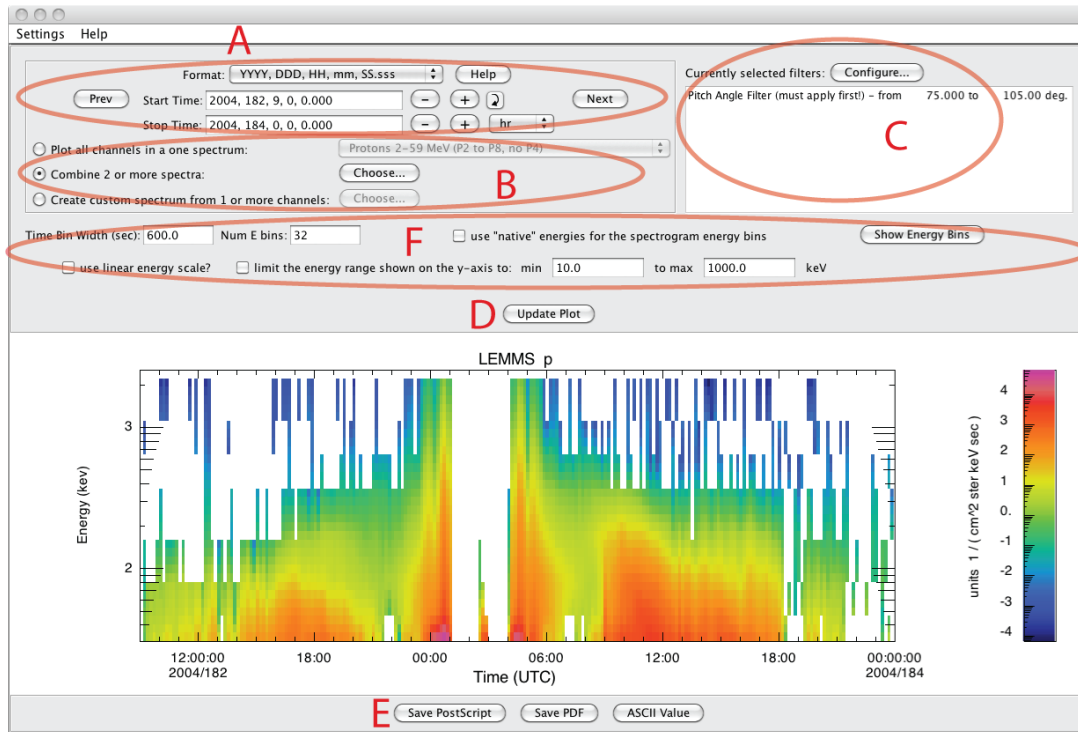 Settings Help
A
Format: YYYY, DDD, HH, mm, SS.sss Help
Prev Start Time: 2004, 182, 9, 0, 0.000 - + Next
Stop Time: 2004, 184, 0, 0, 0.000 - + hr
Plot all channels in a one spectrum: Protons 2-59 MeV (P2 to P8, no P4)
Combine 2 or more spectra: Choose...
B
Create custom spectrum from 1 or more channels: Choose...
Currently selected filters: Configure...
Pitch Angle Filter (must apply first!) - from 75.000 to 105.00 deg.
C
Time Bin Width (sec): 600.0 Num E bins: 32 F use "native" energies for the spectrogram energy bins Show Energy Bins
use linear energy scale? limit the energy range shown on the y-axis to: min 10.0 to max 1000.0 keV
D Update Plot
LEMMS p
Energy (kev)
3
2
12:00:00 18:00 00:00 06:00 12:00 18:00 00:00:00
2004/182 2004/184
Time (UTC)
4
3
2
1
0.
-1
-2
-3
-4
units 1 / ( cm^2 ster keV sec )
E Save PostScript Save PDF ASCII Value